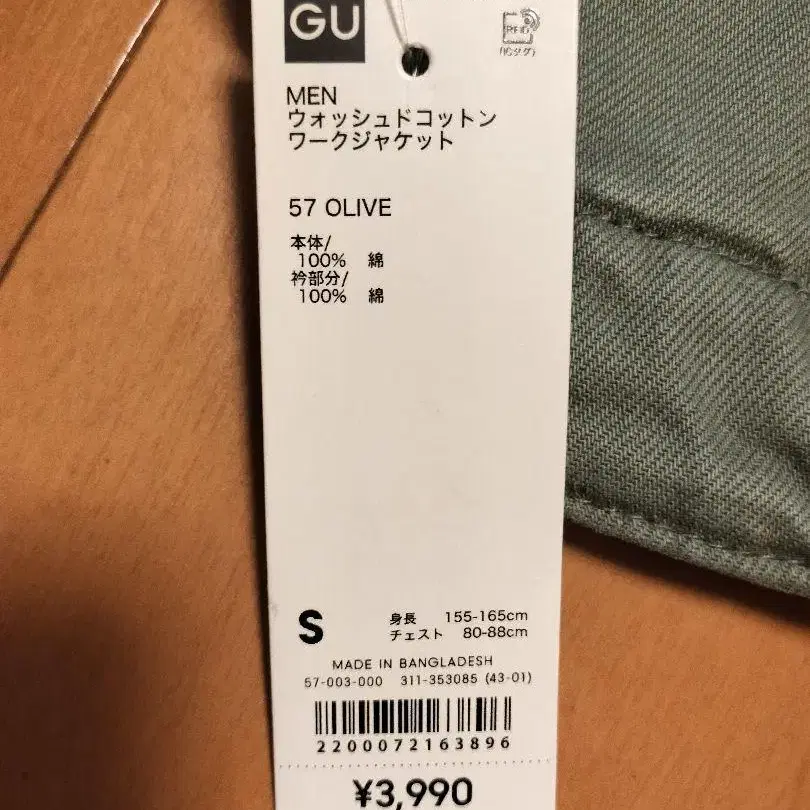 GU
RFID
(ICタグ)
MEN
ウォッシュドコットン
ワークジャケット
57 OLIVE
本体/
100% 綿
衿部分/
100% 綿
S
身長 155-165cm
チェスト 80-88cm
MADE IN BANGLADESH
57-003-000 311-353085 (43-01)
2200072163896
¥3,990